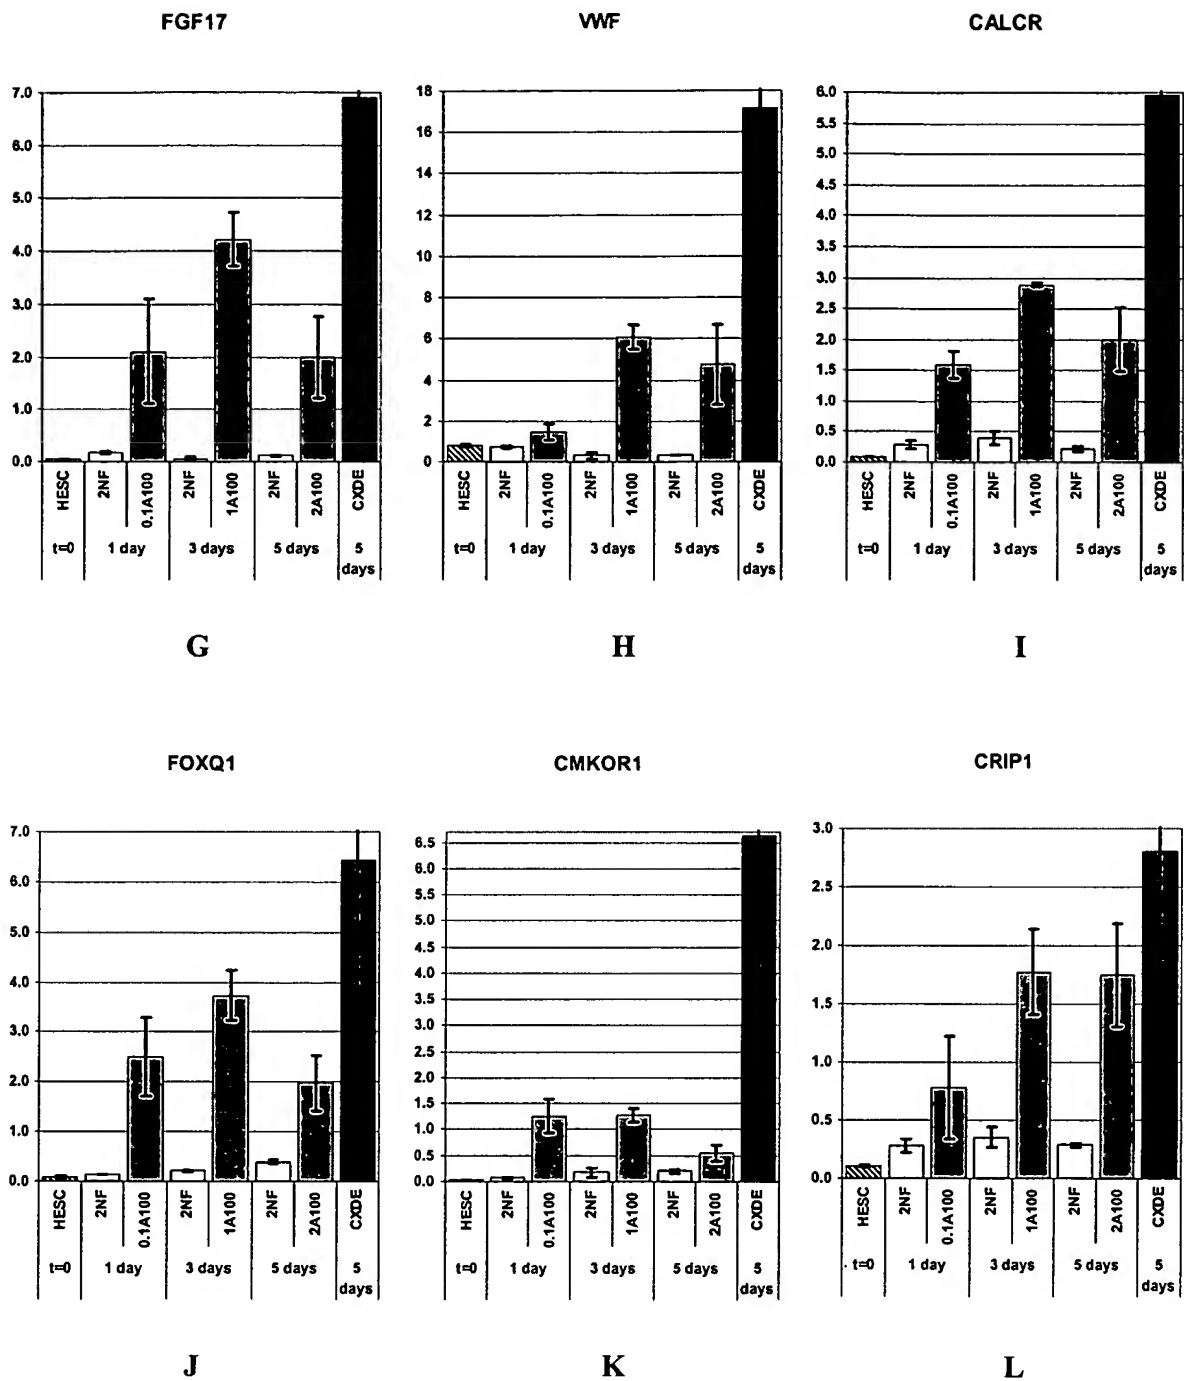 FGF17
VWF
CALCR
7.0
6.0
5.0
4.0
3.0
2.0
1.0
0.0
HESC
2NF
0.1A100
2NF
1A100
2NF
2A100
CXDE
t=0
1 day
3 days
5 days
5
days
18
16
14
12
10
8
6
4
2
0
HESC
2NF
0.1A100
2NF
1A100
2NF
2A100
CXDE
t=0
1 day
3 days
5 days
5
days
6.0
5.5
5.0
4.5
4.0
3.5
3.0
2.5
2.0
1.5
1.0
0.5
0.0
HESC
2NF
0.1A100
2NF
1A100
2NF
2A100
CXDE
t=0
1 day
3 days
5 days
5
days
G
H
I
FOXQ1
CMKOR1
CRIP1
7.0
6.0
5.0
4.0
3.0
2.0
1.0
0.0
HESC
2NF
0.1A100
2NF
1A100
2NF
2A100
CXDE
t=0
1 day
3 days
5 days
5
days
6.5
6.0
5.5
5.0
4.5
4.0
3.5
3.0
2.5
2.0
1.5
1.0
0.5
0.0
HESC
2NF
0.1A100
2NF
1A100
2NF
2A100
CXDE
t=0
1 day
3 days
5 days
5
days
3.0
2.5
2.0
1.5
1.0
0.5
0.0
HESC
2NF
0.1A100
2NF
1A100
2NF
2A100
CXDE
t=0
1 day
3 days
5 days
5
days
J
K
L